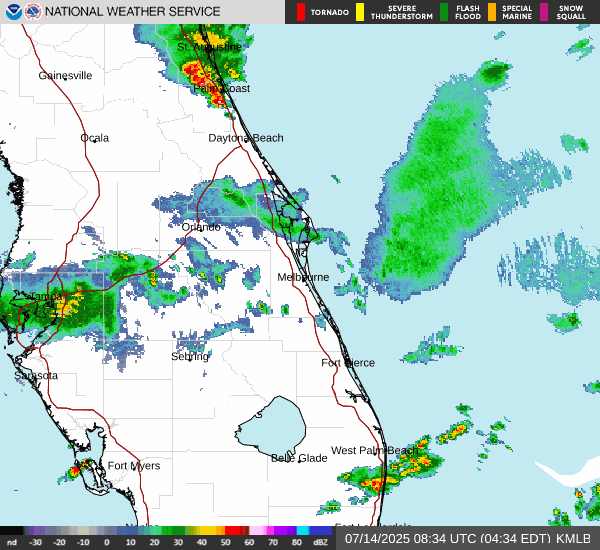 NATIONAL WEATHER SERVICE
TORNADO
SEVERE THUNDERSTORM
FLASH FLOOD
SPECIAL MARINE
SNOW SQUALL
St. Augustine
Gainesville
Palm Coast
Ocala
Daytona Beach
Orlando
Melbourne
Tampa
Sebring
Fort Pierce
Sarasota
West Palm Beach
Belle Glade
Fort Myers
Fort Lauderdale
nd -30 -20 -10 0 10 20 30 40 50 60 70 80 dBZ
07/14/2025 08:34 UTC (04:34 EDT) KMLB